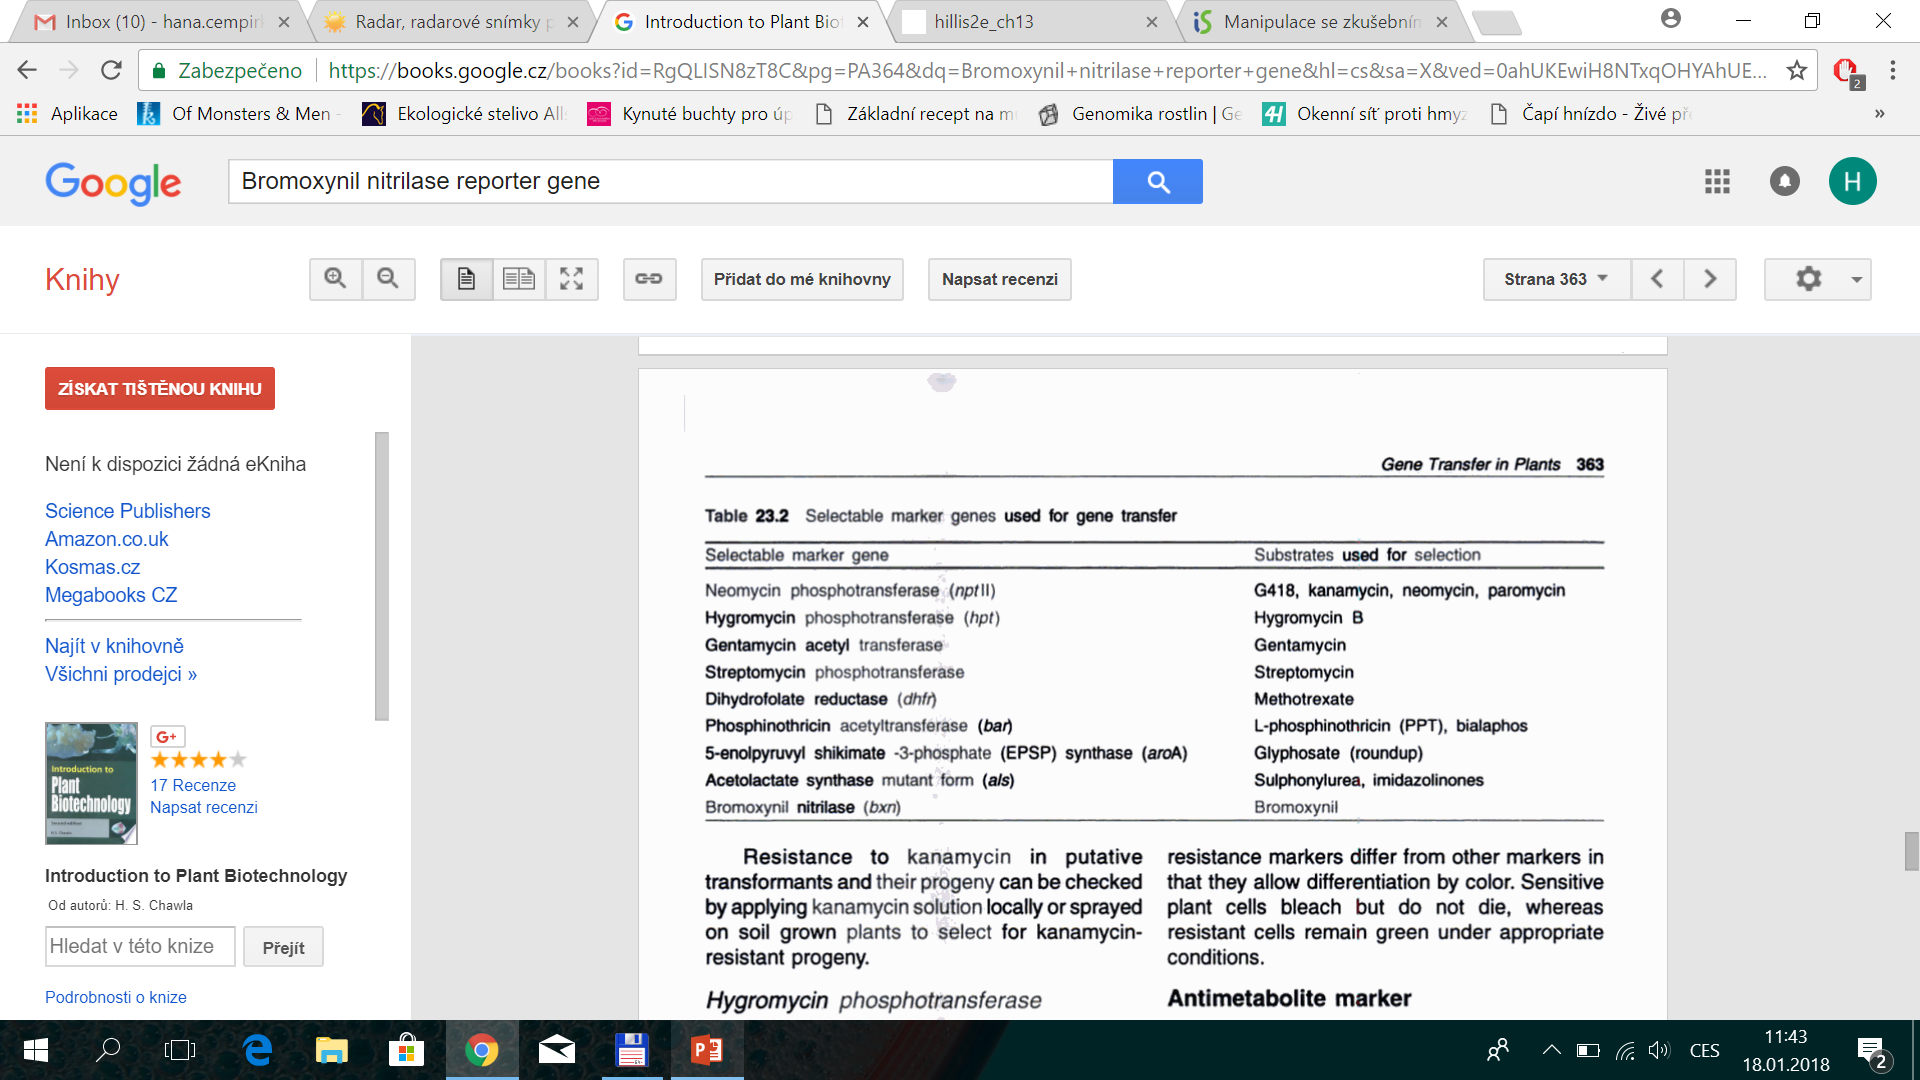 Inbox (10) - hana.cempir
Radar, radarové snímky p
Introduction to Plant Bio
hillis2e_ch13
Manipulace se zkušebním
Zabezpečeno
https://books.google.cz/books?id=RgQLISN8zT8C&pg=PA364&dq=Bromoxynil+nitrilase+reporter+gene&hl=cs&sa=X&ved=0ahUKEwiH8NTxqOHYAhUE...
2
Aplikace
Of Monsters & Men -
Ekologické stelivo All
Kynuté buchty pro úp
Základní recept na m
Genomika rostlin | Ge
Okenní síť proti hmyz
Čapí hnízdo - Živé př
»
Google
Bromoxynil nitrilase reporter gene
H
Knihy
Přidat do mé knihovny
Napsat recenzi
Strana 363
ZÍSKAT TIŠTĚNOU KNIHU
Není k dispozici žádná eKniha
Science Publishers
Amazon.co.uk
Kosmas.cz
Megabooks CZ
Najít v knihovně
Všichni prodejci »
Introduction to
Plant
Biotechnology
G+
17 Recenze
Napsat recenzi
Introduction to Plant Biotechnology
Od autorů: H. S. Chawla
Hledat v této knize
Přejít
Podrobnosti o knize
Gene Transfer in Plants 363
Table 23.2 Selectable marker genes used for gene transfer
Selectable marker gene Substrates used for selection
Neomycin phosphotransferase (nptII) G418, kanamycin, neomycin, paromycin
Hygromycin phosphotransferase (hpt) Hygromycin B
Gentamycin acetyl transferase Gentamycin
Streptomycin phosphotransferase Streptomycin
Dihydrofolate reductase (dhfr) Methotrexate
Phosphinothricin acetyltransferase (bar) L-phosphinothricin (PPT), bialaphos
5-enolpyruvyl shikimate -3-phosphate (EPSP) synthase (aroA) Glyphosate (roundup)
Acetolactate synthase mutant form (als) Sulphonylurea, imidazolinones
Bromoxynil nitrilase (bxn) Bromoxynil
Resistance to kanamycin in putative
transformants and their progeny can be checked
by applying kanamycin solution locally or sprayed
on soil grown plants to select for kanamycin-
resistant progeny.
Hygromycin phosphotransferase
resistance markers differ from other markers in
that they allow differentiation by color. Sensitive
plant cells bleach but do not die, whereas
resistant cells remain green under appropriate
conditions.
Antimetabolite marker
CES
11:43
18.01.2018
2